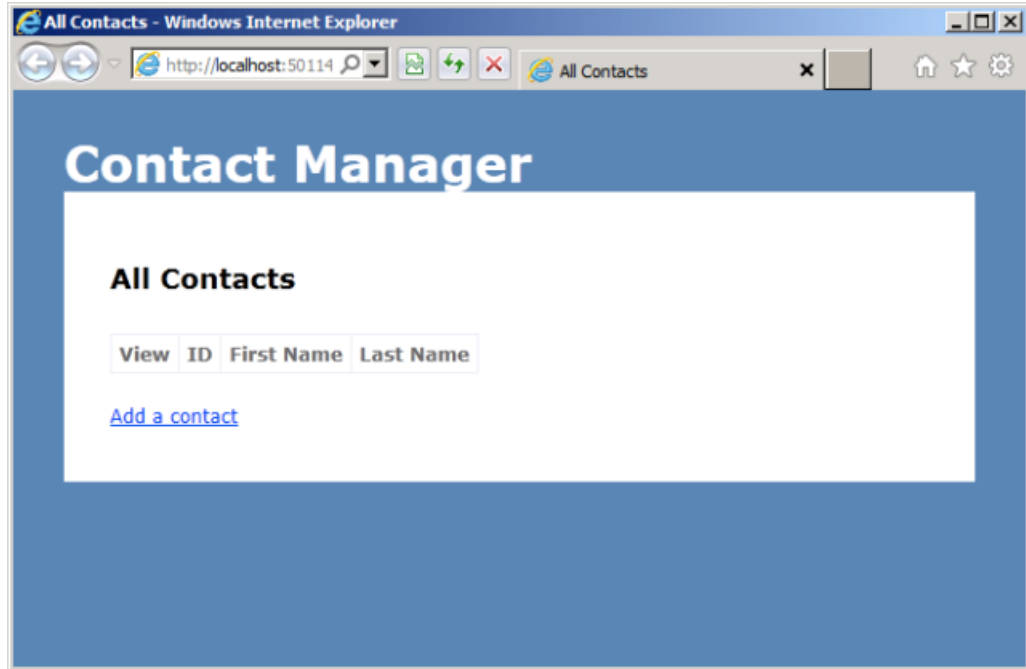 All Contacts - Windows Internet Explorer
http://localhost:50114
All Contacts
Contact Manager
All Contacts
View ID First Name Last Name
Add a contact